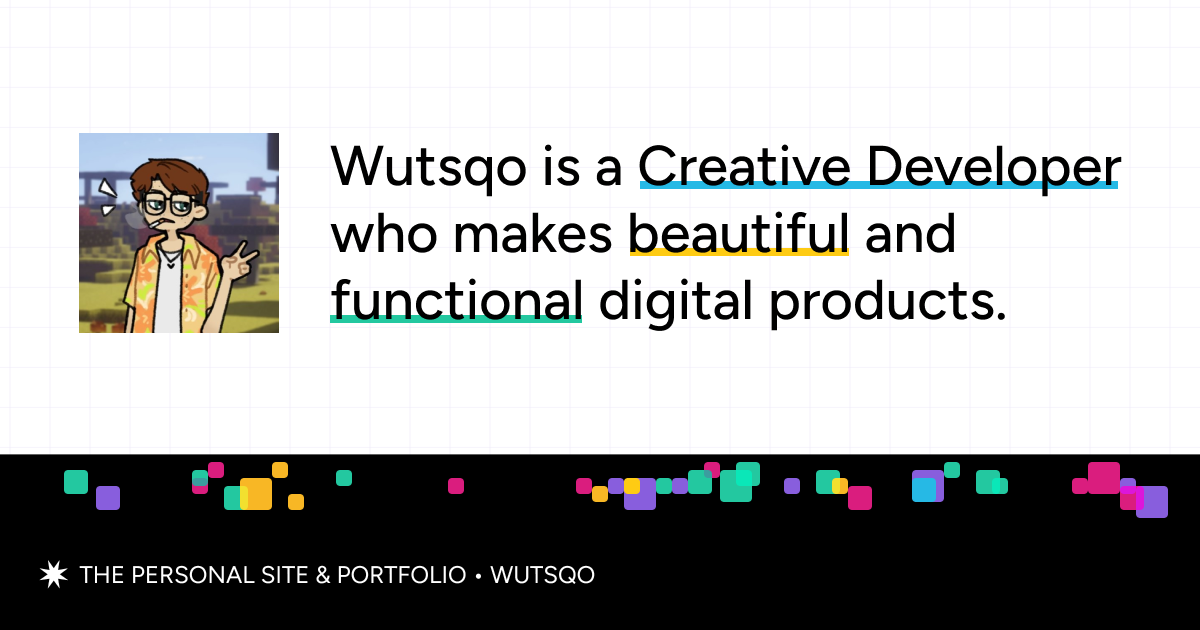 Wutsqo is a Creative Developer
who makes beautiful and
functional digital products.
THE PERSONAL SITE & PORTFOLIO • WUTSQO